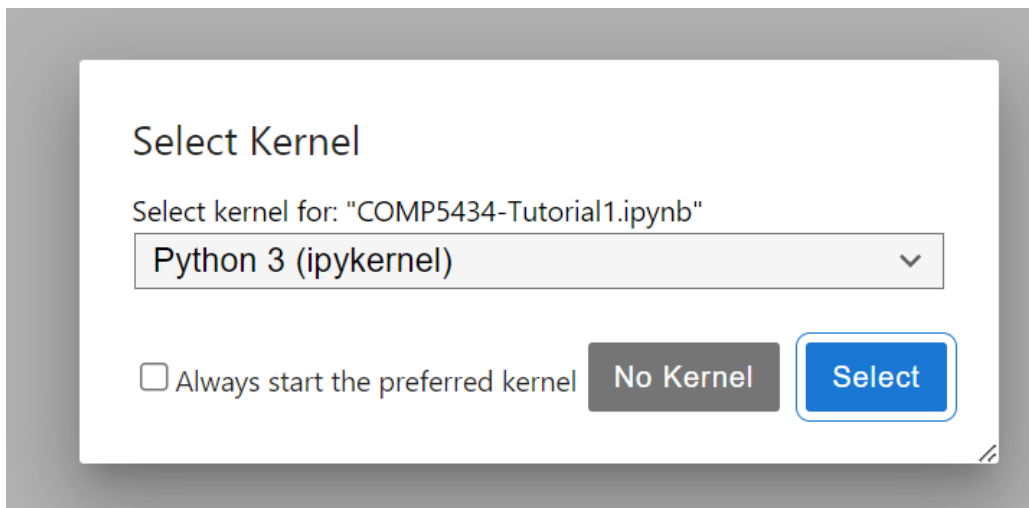 Select Kernel
Select kernel for: "COMP5434-Tutorial1.ipynb"
Python 3 (ipykernel)
Always start the preferred kernel No Kernel Select